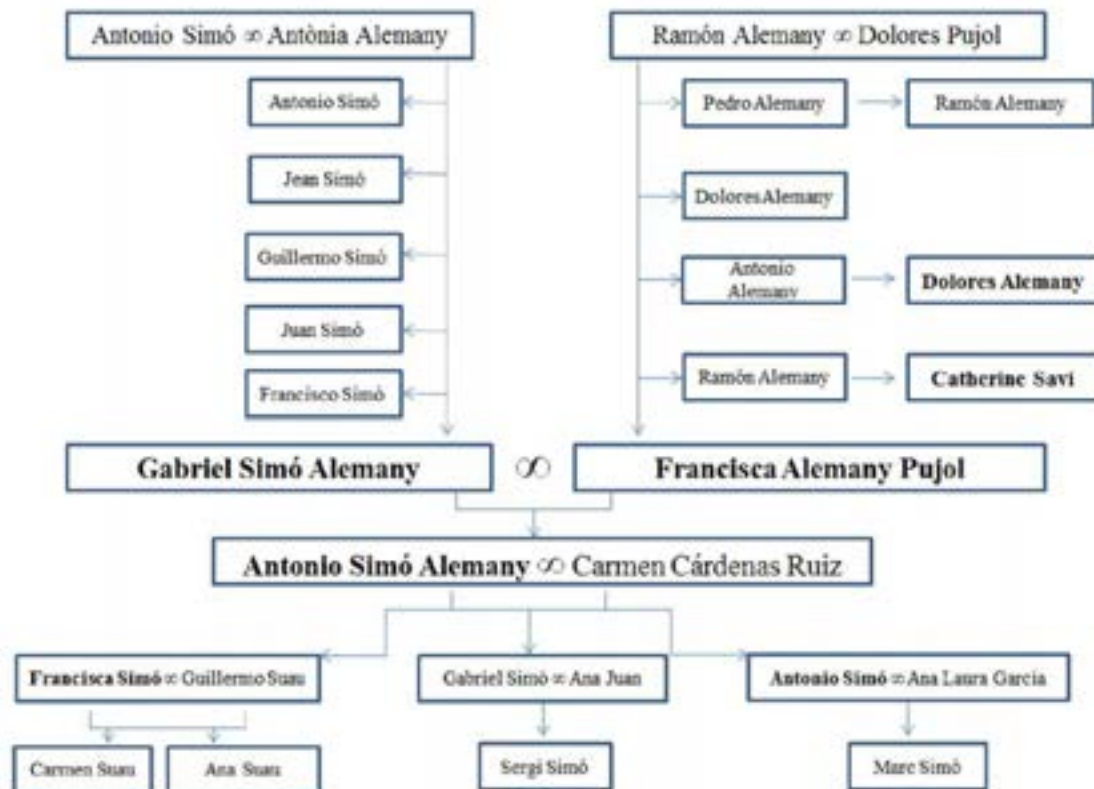 Antonio Simó ∞ Antònia Alemany
Ramón Alemany ∞ Dolores Pujol
Antonio Simó
Jean Simó
Guillermo Simó
Juan Simó
Francisco Simó
Pedro Alemany
Ramón Alemany
Dolores Alemany
Antonio
Alemany
Dolores Alemany
Ramón Alemany
Catherine Savi
Gabriel Simó Alemany
∞
Francisca Alemany Pujol
Antonio Simó Alemany ∞ Carmen Cárdenas Ruiz
Francisca Simó ∞ Guillermo Suau
Gabriel Simó ∞ Ana Juan
Antonio Simó ∞ Ana Laura García
Carmen Suau
Ana Suau
Sergi Simó
Marc Simó